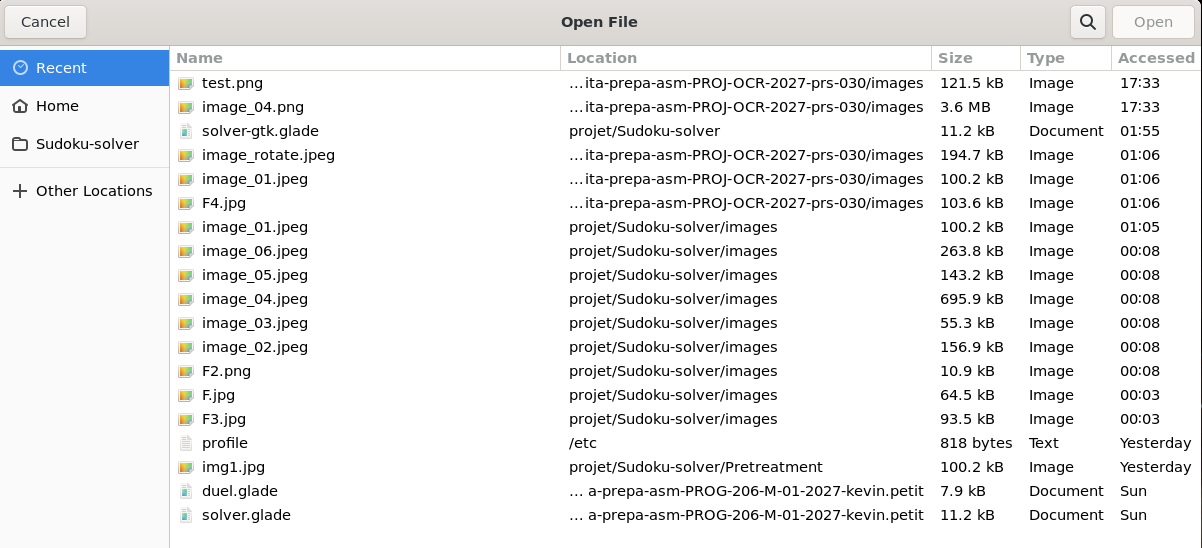 Cancel Open File Open
Recent
Home
Sudoku-solver
Other Locations
Name Location Size Type Accessed
test.png …ita-prepa-asm-PROJ-OCR-2027-prs-030/images 121.5 kB Image 17:33
image_04.png …ita-prepa-asm-PROJ-OCR-2027-prs-030/images 3.6 MB Image 17:33
solver-gtk.glade projet/Sudoku-solver 11.2 kB Document 01:55
image_rotate.jpeg …ita-prepa-asm-PROJ-OCR-2027-prs-030/images 194.7 kB Image 01:06
image_01.jpeg …ita-prepa-asm-PROJ-OCR-2027-prs-030/images 100.2 kB Image 01:06
F4.jpg …ita-prepa-asm-PROJ-OCR-2027-prs-030/images 103.6 kB Image 01:06
image_01.jpeg projet/Sudoku-solver/images 100.2 kB Image 01:05
image_06.jpeg projet/Sudoku-solver/images 263.8 kB Image 00:08
image_05.jpeg projet/Sudoku-solver/images 143.2 kB Image 00:08
image_04.jpeg projet/Sudoku-solver/images 695.9 kB Image 00:08
image_03.jpeg projet/Sudoku-solver/images 55.3 kB Image 00:08
image_02.jpeg projet/Sudoku-solver/images 156.9 kB Image 00:08
F2.png projet/Sudoku-solver/images 10.9 kB Image 00:08
F.jpg projet/Sudoku-solver/images 64.5 kB Image 00:03
F3.jpg projet/Sudoku-solver/images 93.5 kB Image 00:03
profile /etc 818 bytes Text Yesterday
img1.jpg projet/Sudoku-solver/Pretreatment 100.2 kB Image Yesterday
duel.glade … a-prepa-asm-PROG-206-M-01-2027-kevin.petit 7.9 kB Document Sun
solver.glade … a-prepa-asm-PROG-206-M-01-2027-kevin.petit 11.2 kB Document Sun